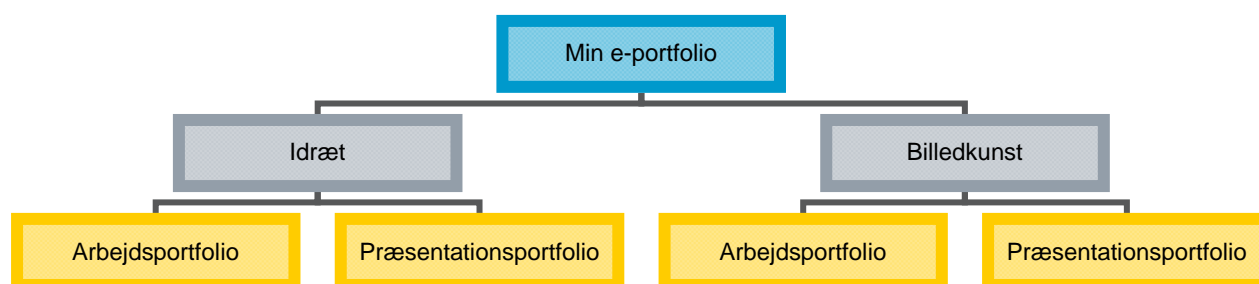 Min e-portfolio
Idræt
Billedkunst
Arbejdsportfolio
Præsentationsportfolio
Arbejdsportfolio
Præsentationsportfolio